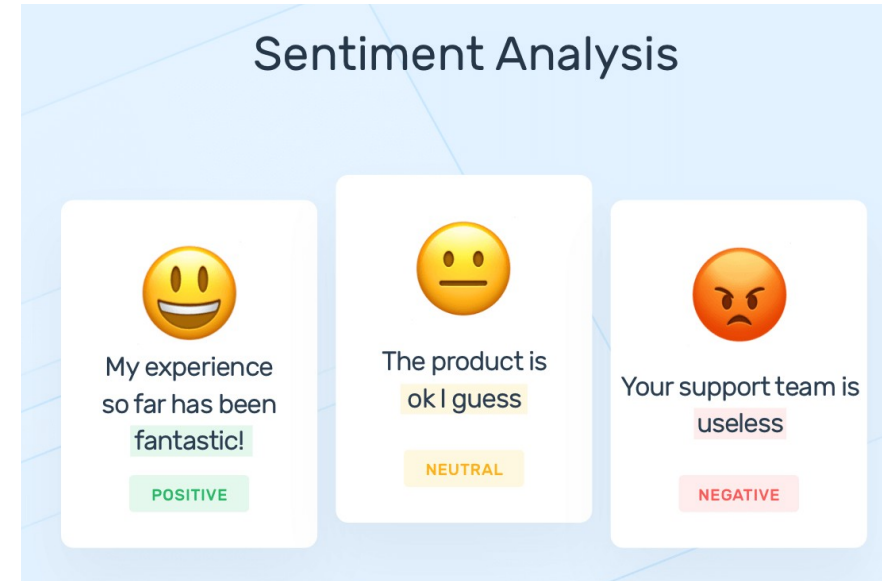 Sentiment Analysis
My experience
so far has been
fantastic!
POSITIVE
The product is
ok I guess
NEUTRAL
Your support team is
useless
NEGATIVE